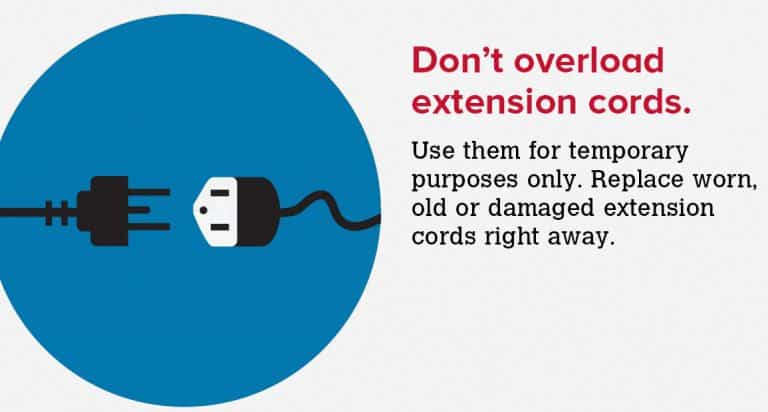 Don’t overload
extension cords.
Use them for temporary
purposes only. Replace worn,
old or damaged extension
cords right away.